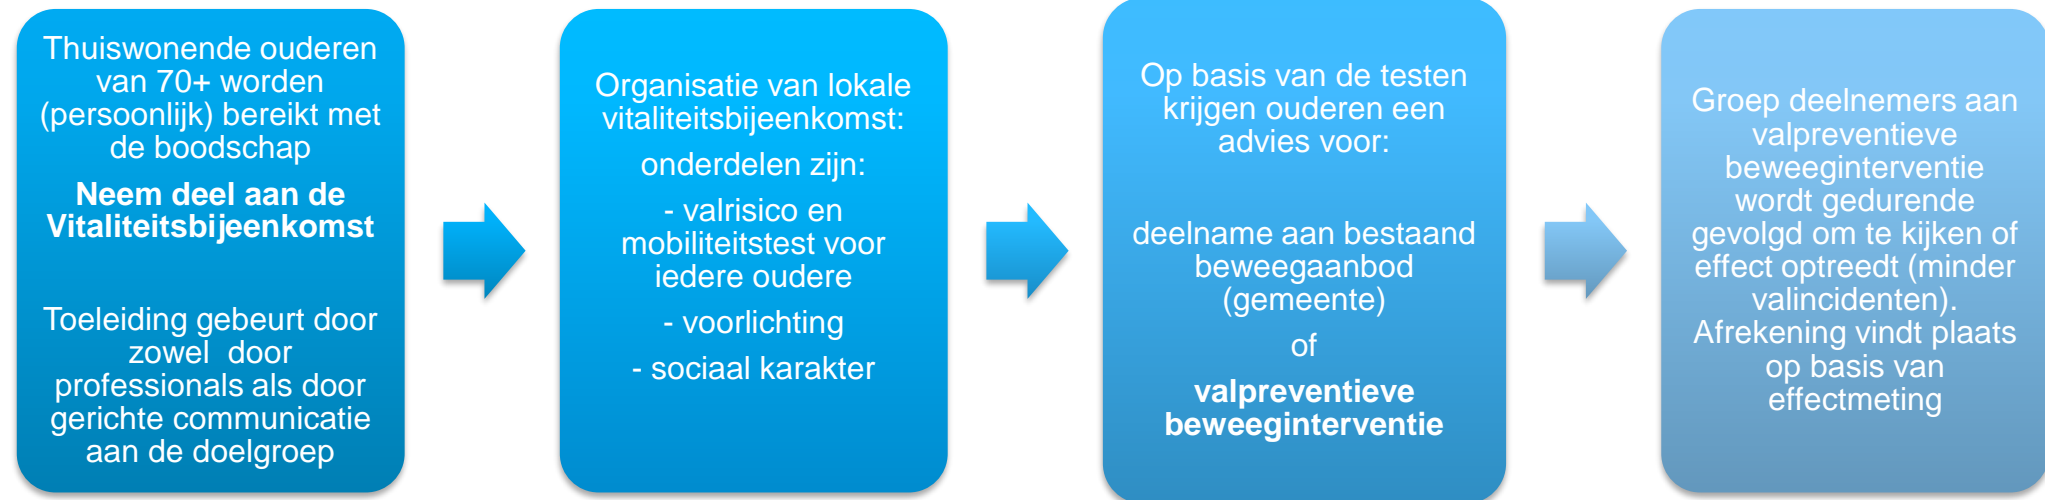 Thuiswonende ouderen
van 70+ worden
(persoonlijk) bereikt met
de boodschap
Neem deel aan de
Vitaliteitsbijeenkomst
Toeleiding gebeurt door
zowel  door
professionals als door
gerichte communicatie
aan de doelgroep
Organisatie van lokale
vitaliteitsbijeenkomst:
onderdelen zijn:
- valrisico en
mobiliteitstest voor
iedere oudere
- voorlichting
- sociaal karakter
Op basis van de testen
krijgen ouderen een
advies voor:
deelname aan bestaand
beweegaanbod
(gemeente)
of
valpreventieve
beweeginterventie
Groep deelnemers aan
valpreventieve
beweeginterventie
wordt gedurende
gevolgd om te kijken of
effect optreedt (minder
valincidenten).
Afrekening vindt plaats
op basis van
effectmeting